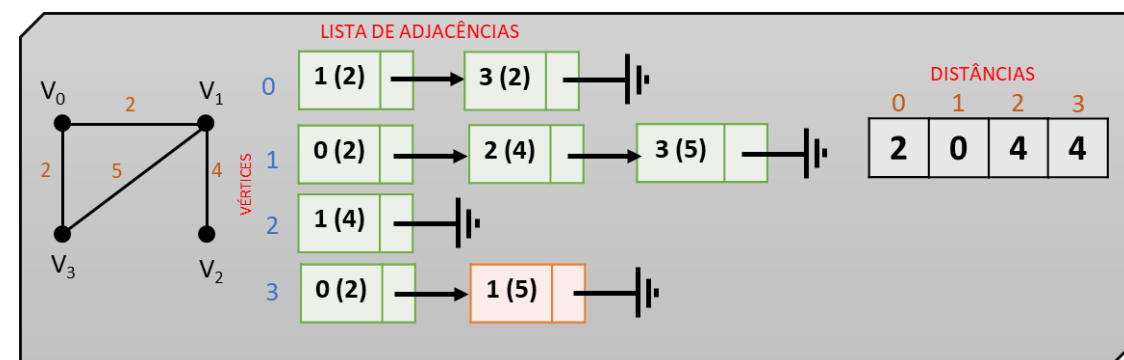 LISTA DE ADJACÊNCIAS
V0 2 V1
2 5 4
V3 V2
VÉRTICES
0 1 (2) 3 (2)
1 0 (2) 2 (4) 3 (5)
2 1 (4)
3 0 (2) 1 (5)
DISTÂNCIAS
0 1 2 3
2 0 4 4